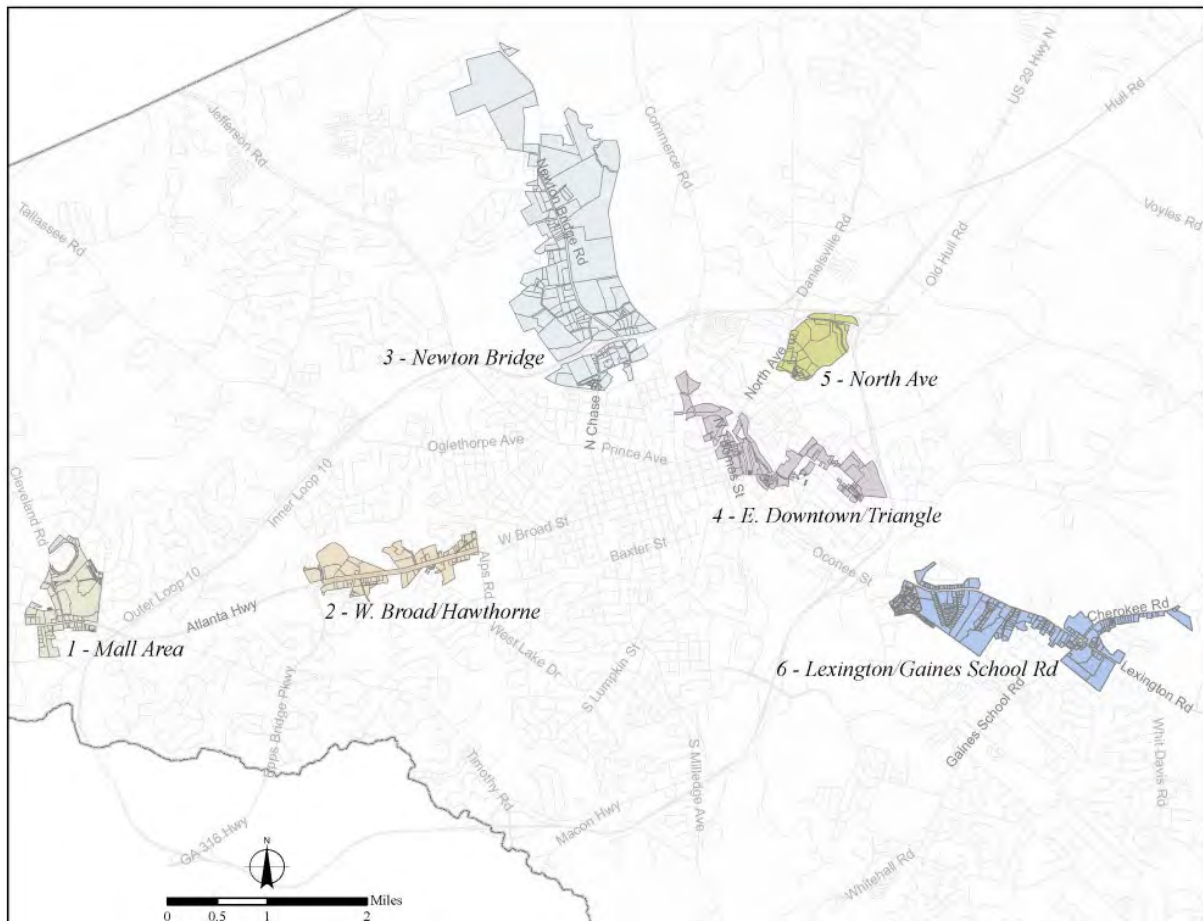 US 29 Hwy N
Hull Rd
Jefferson Rd
Commerce Rd
Newton Bridge Rd
Tallassee Rd
Voyles Rd
Danielsville Rd
Old Hull Rd
3 - Newton Bridge
North Ave
5 - North Ave
N Chase St
Oglethorpe Ave
Prince Ave
Inner Loop 10
Thomas St
Cleveland Rd
4 - E. Downtown/Triangle
W Broad St
Baxter St
Alps Rd
Oconee St
Outer Loop 10
Atlanta Hwy
2 - W. Broad/Hawthorne
Cherokee Rd
1 - Mall Area
West Lake Dr
S Lumpkin St
6 - Lexington/Gaines School Rd
Lexington Rd
Gaines School Rd
Epps Bridge Pkwy
S Milledge Ave
Whit Davis Rd
Timothy Rd
Macon Hwy
GA 316 Hwy
Whitehall Rd
N
Miles
0 0.5 1 2